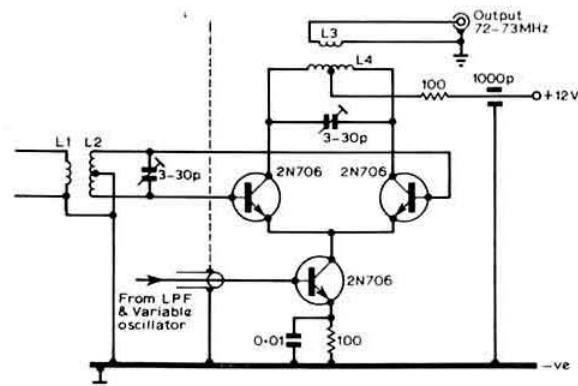 Output
72-73MHz
L3
L4
100
1000p
+12V
3-30p
L1
L2
3-30p
2N706
2N706
2N706
From LPF
& Variable
oscillator
0·01
100
-ve